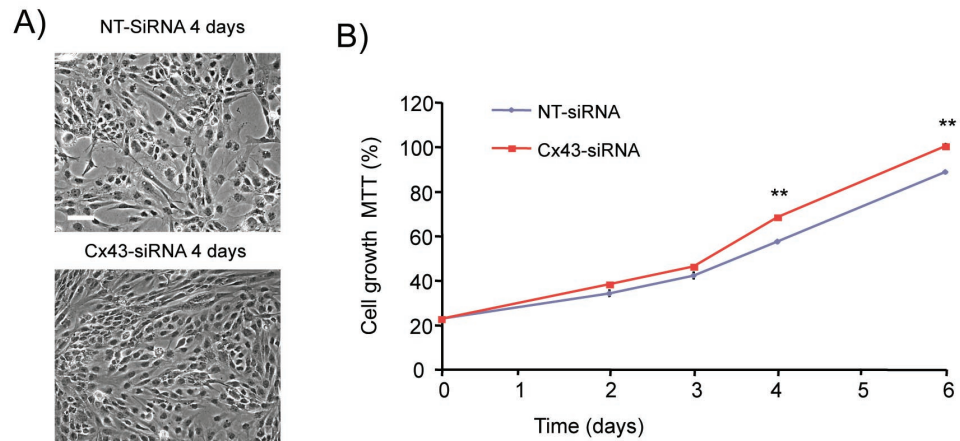 A)
NT-SiRNA 4 days
Cx43-siRNA 4 days
B)
Cell growth MTT (%)
120
100
80
60
40
20
0
NT-siRNA
Cx43-siRNA
**
**
0 1 2 3 4 5 6
Time (days)